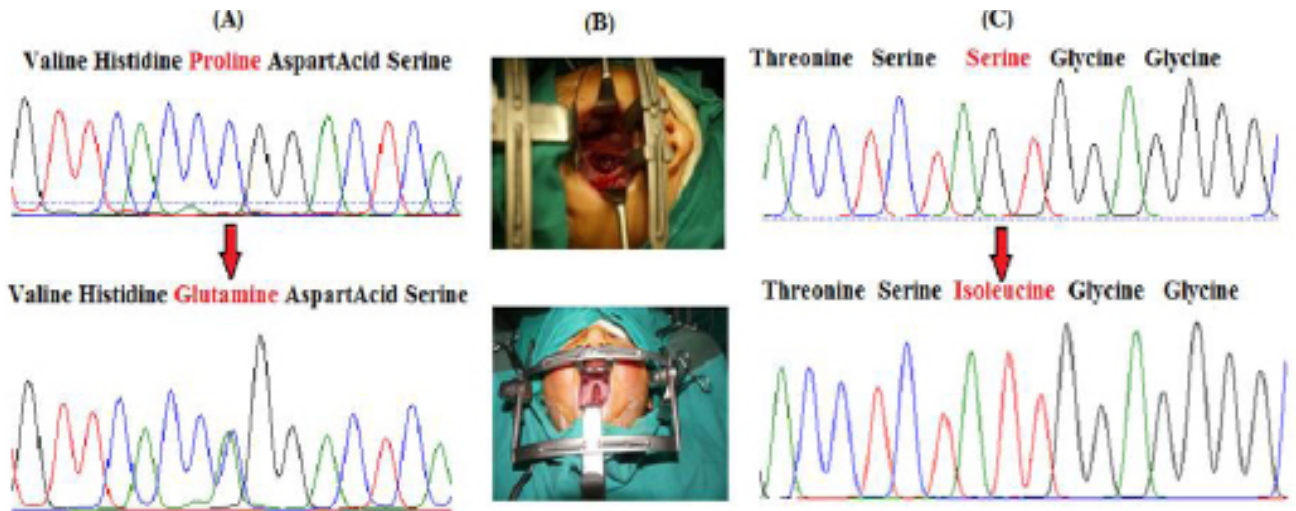 (A)
(B)
(C)
Valine Histidine Proline AspartAcid Serine
Threonine Serine Serine Glycine Glycine
Valine Histidine Glutamine AspartAcid Serine
Threonine Serine Isoleucine Glycine Glycine